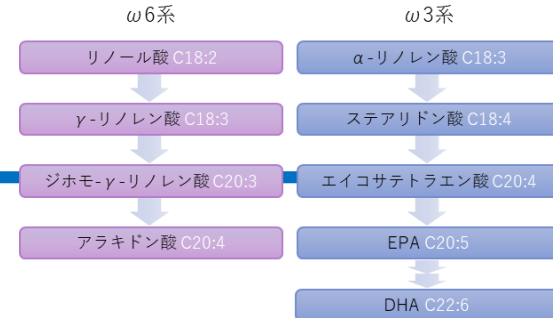 ω6系
ω3系
リノール酸 C18:2
α-リノレン酸 C18:3
γ-リノレン酸 C18:3
ステアリドン酸 C18:4
ジホモ-γ-リノレン酸 C20:3
エイコサテトラエン酸 C20:4
アラキドン酸 C20:4
EPA C20:5
DHA C22:6